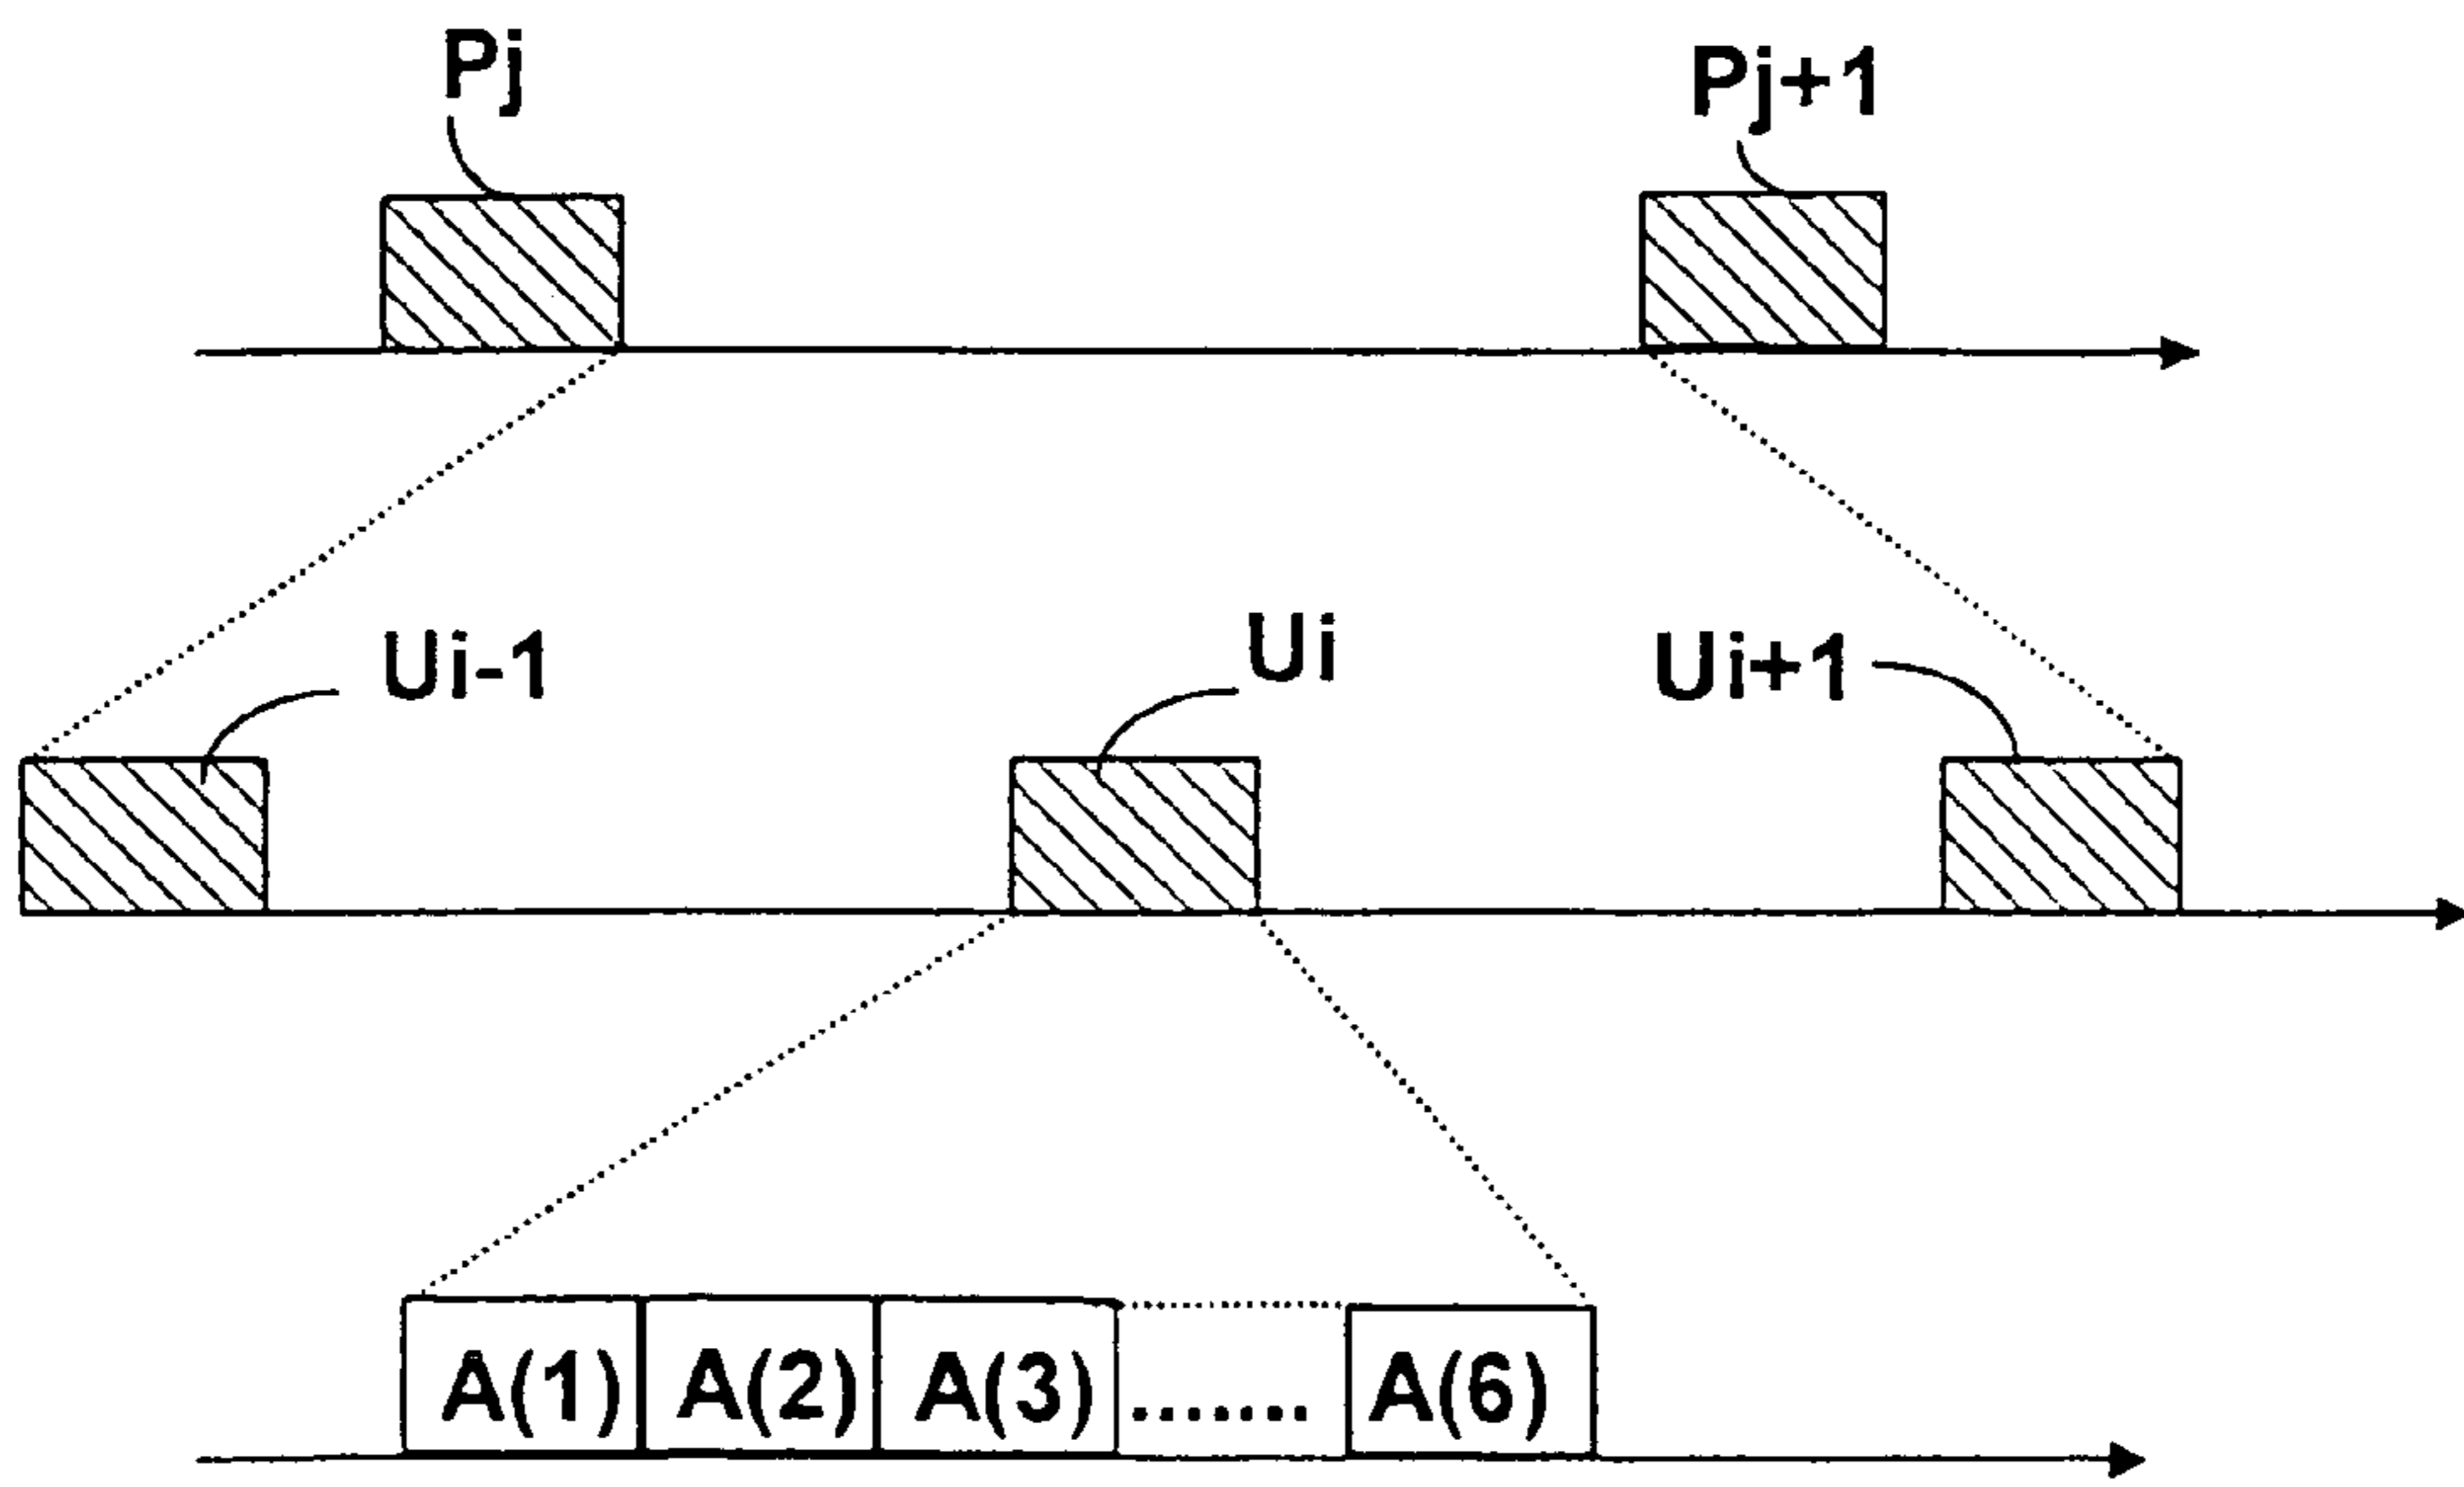 Pj Pj+1
Ui-1 Ui Ui+1
A(1) A(2) A(3) ....... A(6)